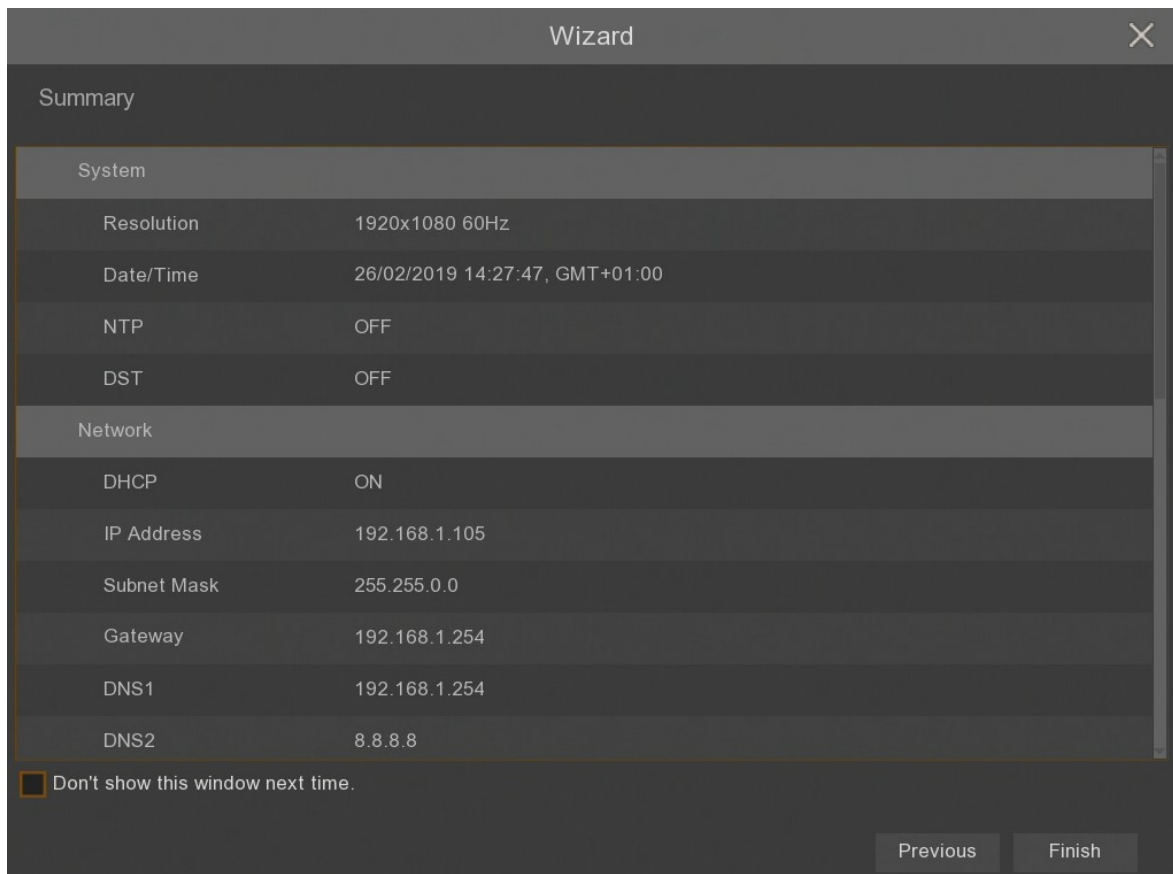 Wizard
Summary
System
Resolution 1920x1080 60Hz
Date/Time 26/02/2019 14:27:47, GMT+01:00
NTP OFF
DST OFF
Network
DHCP ON
IP Address 192.168.1.105
Subnet Mask 255.255.0.0
Gateway 192.168.1.254
DNS1 192.168.1.254
DNS2 8.8.8.8
Don't show this window next time.
Previous Finish